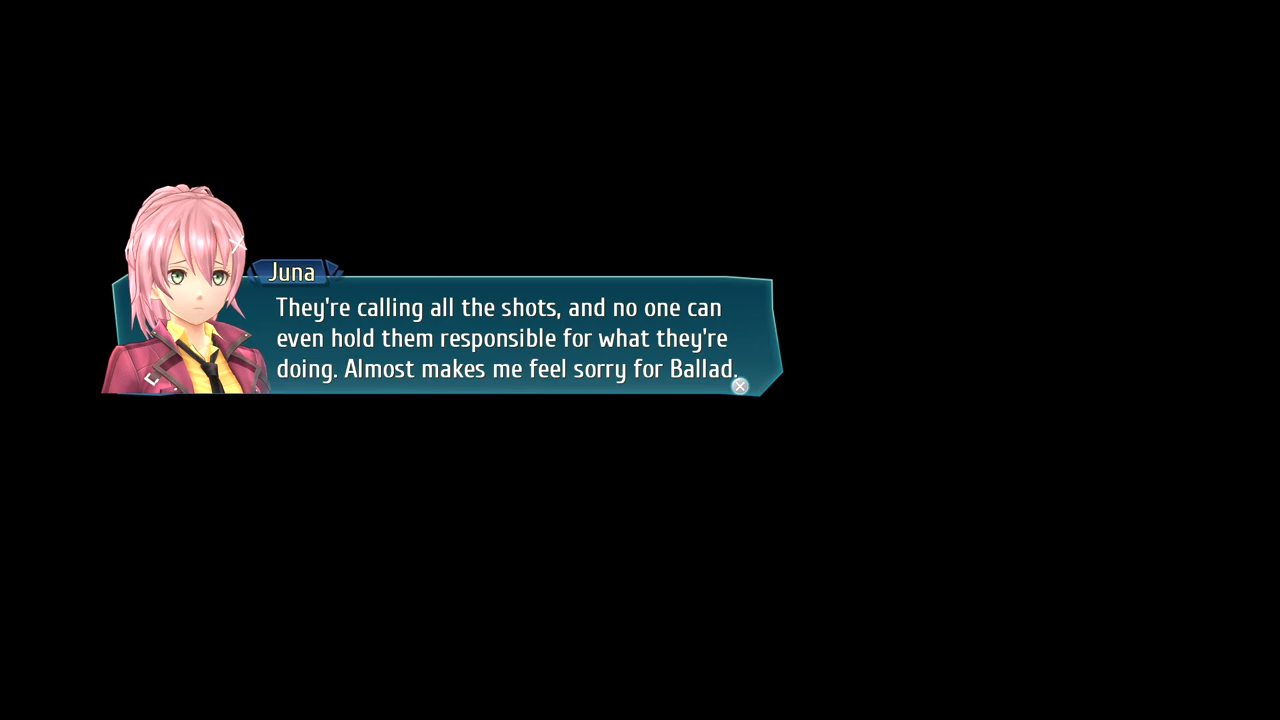 Juna
They're calling all the shots, and no one can
even hold them responsible for what they're
doing. Almost makes me feel sorry for Ballad.